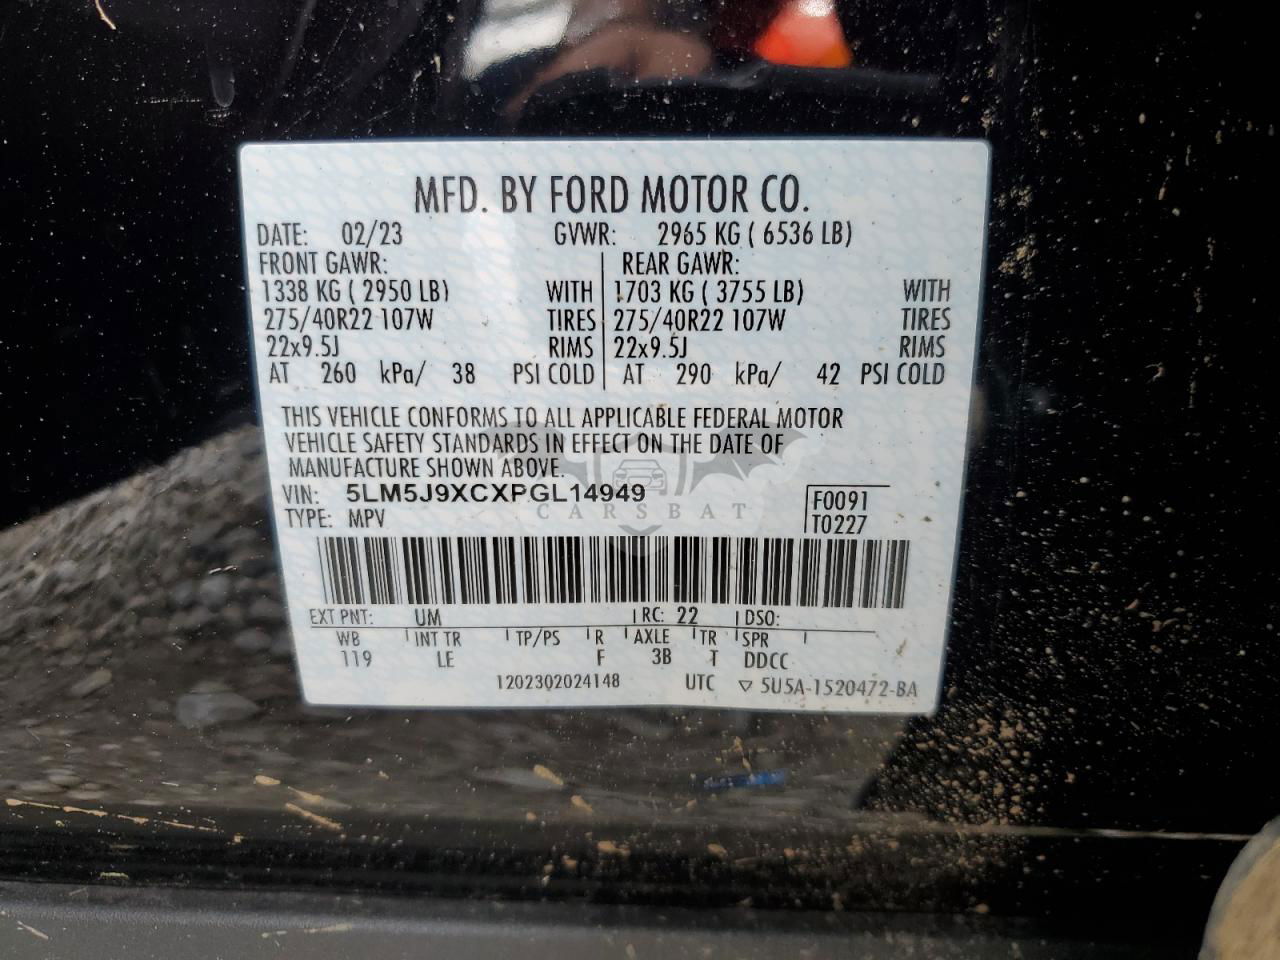 MFD. BY FORD MOTOR CO.
DATE: 02/23 GVWR: 2965 KG ( 6536 LB)
FRONT GAWR: REAR GAWR:
1338 KG ( 2950 LB) WITH 1703 KG ( 3755 LB) WITH
275/40R22 107W TIRES 275/40R22 107W TIRES
22x9.5J RIMS 22x9.5J RIMS
AT 260 kPa/ 38 PSI COLD AT 290 kPa/ 42 PSI COLD
THIS VEHICLE CONFORMS TO ALL APPLICABLE FEDERAL MOTOR
VEHICLE SAFETY STANDARDS IN EFFECT ON THE DATE OF
MANUFACTURE SHOWN ABOVE.
VIN: 5LM5J9XCXPGL14949 F0091
CARSBAT
TYPE: MPV T0227
EXT PNT: UM RC: 22 DSO:
WB INT TR TP/PS R AXLE TR SPR
119 LE F 3B T DDCC
1202302024148 UTC ▽ 5U5A-1520472-BA